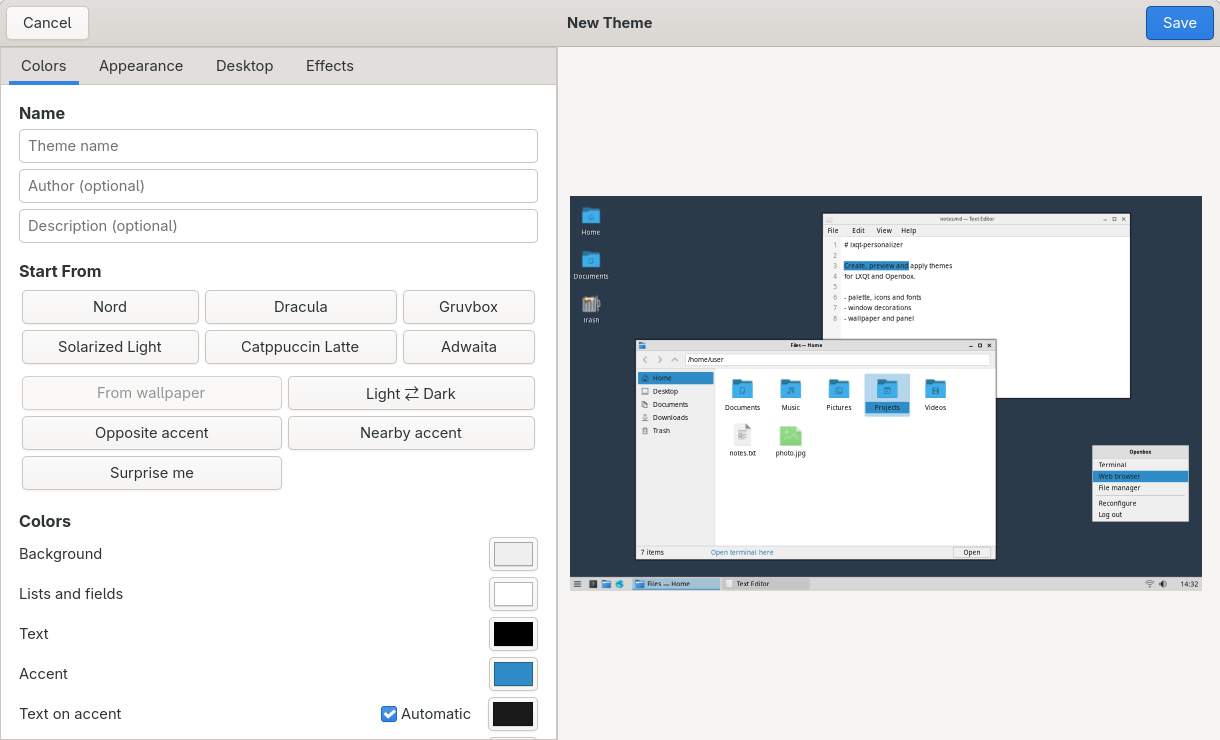 Cancel
New Theme
Save
Colors
Appearance
Desktop
Effects
Name
Theme name
Author (optional)
Description (optional)
Start From
Nord
Dracula
Gruvbox
Solarized Light
Catppuccin Latte
Adwaita
From wallpaper
Light ⇄ Dark
Opposite accent
Nearby accent
Surprise me
Colors
Background
Lists and fields
Text
Accent
Text on accent
Automatic
Home
Documents
Trash
notes.md — Text Editor
File Edit View Help
1 # lxqt-personalizer
2
3 Create, preview and apply themes
4 for LXQt and Openbox.
5
6 - palette, icons and fonts
7 - window decorations
8 - wallpaper and panel
Files — Home
/home/user
Home
Desktop
Documents
Downloads
Trash
Documents
Music
Pictures
Projects
Videos
notes.txt
photo.jpg
7 items
Open terminal here
Open
Openbox
Terminal
Web browser
File manager
Reconfigure
Log out
Files — Home
Text Editor
14:32